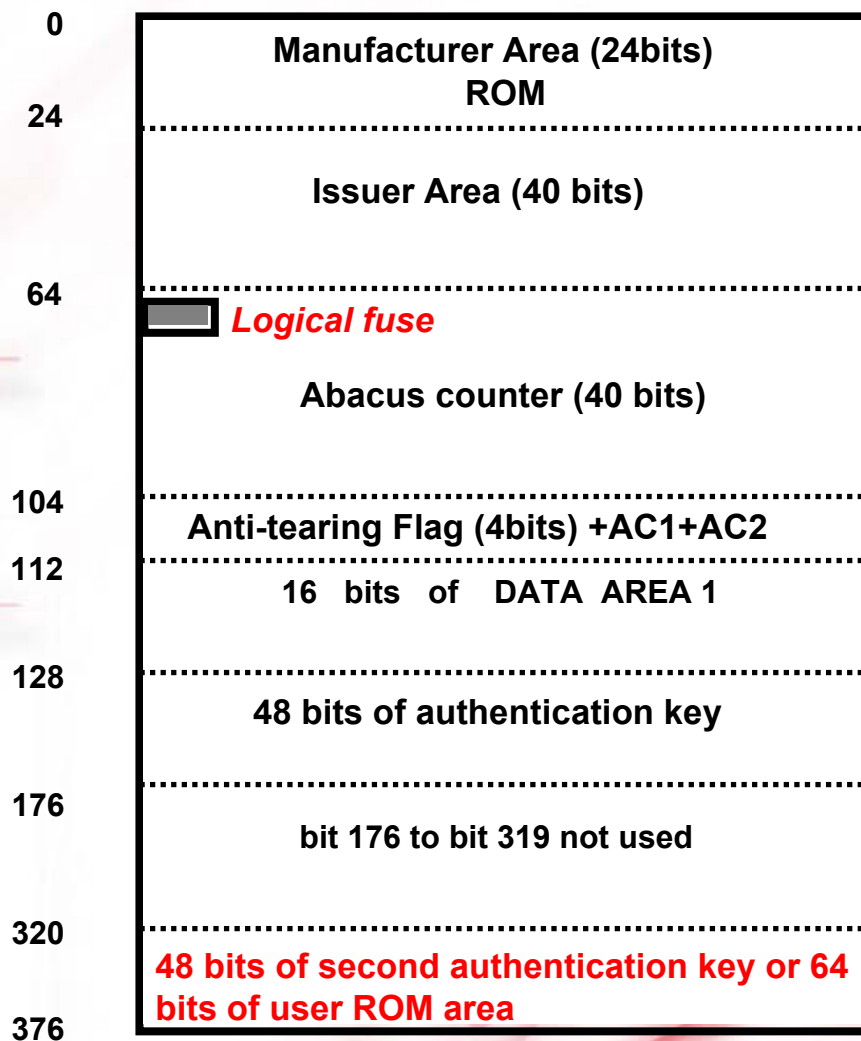 0
Manufacturer Area (24bits)
ROM
24
Issuer Area (40 bits)
64
Logical fuse
Abacus counter (40 bits)
104
Anti-tearing Flag (4bits) +AC1+AC2
112
16 bits of DATA AREA 1
128
48 bits of authentication key
176
bit 176 to bit 319 not used
320
48 bits of second authentication key or 64
bits of user ROM area
376